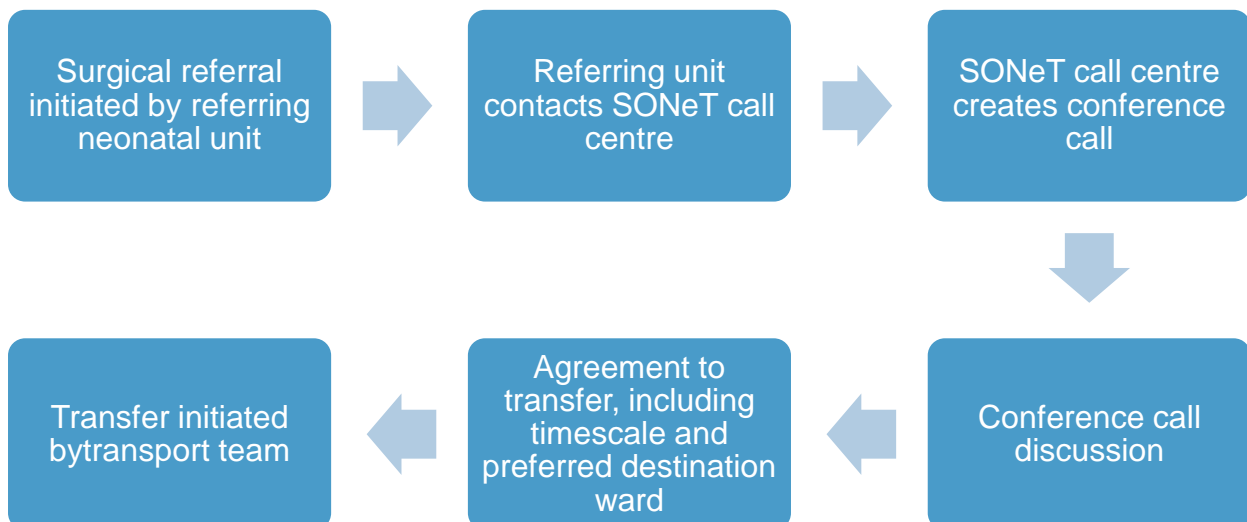 Surgical referral
initiated by referring
neonatal unit
Referring unit
contacts SONeT call
centre
SONeT call centre
creates conference
call
Conference call
discussion
Agreement to
transfer, including
timescale and
preferred destination
ward
Transfer initiated
bytransport team